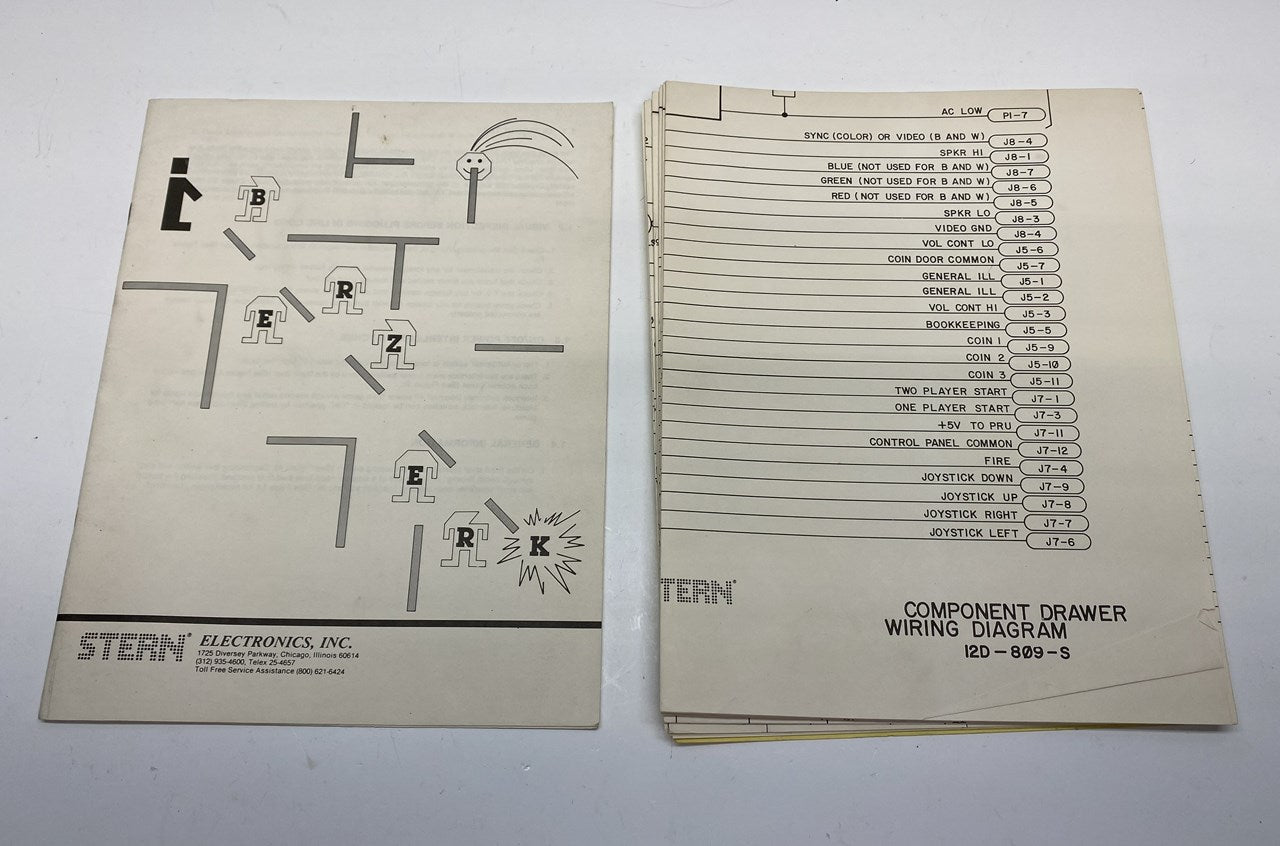 B
E
R
Z
E
R
K
STERN® ELECTRONICS, INC.
1725 Diversey Parkway, Chicago, Illinois 60614
(312) 935-4600, Telex 25-4657
Toll Free Service Assistance (800) 621-6424
AC LOW P1-7
SYNC (COLOR) OR VIDEO (B AND W) J8-4
SPKR HI J8-1
BLUE (NOT USED FOR B AND W) J8-7
GREEN (NOT USED FOR B AND W) J8-6
RED (NOT USED FOR B AND W) J8-5
SPKR LO J8-3
VIDEO GND J8-4
VOL CONT LO J5-6
COIN DOOR COMMON J5-7
GENERAL ILL J5-1
GENERAL ILL J5-2
VOL CONT HI J5-3
BOOKKEEPING J5-5
COIN 1 J5-9
COIN 2 J5-10
COIN 3 J5-11
TWO PLAYER START J7-1
ONE PLAYER START J7-3
+5V TO PRU J7-11
CONTROL PANEL COMMON J7-12
FIRE J7-4
JOYSTICK DOWN J7-9
JOYSTICK UP J7-8
JOYSTICK RIGHT J7-7
JOYSTICK LEFT J7-6
TERN®
COMPONENT DRAWER
WIRING DIAGRAM
12D-809-S